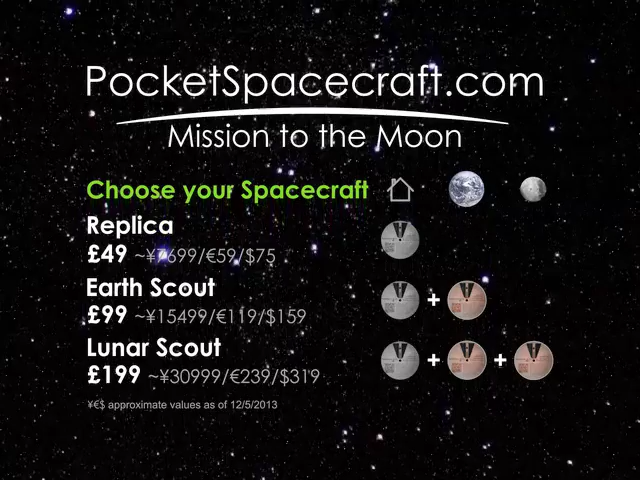 PocketSpacecraft.com
Mission to the Moon
Choose your Spacecraft
Replica
£49 ~¥7699/€59/$75
Earth Scout
£99 ~¥15499/€119/$159
+
Lunar Scout
£199 ~¥30999/€239/$319
+ +
¥€$ approximate values as of 12/5/2013